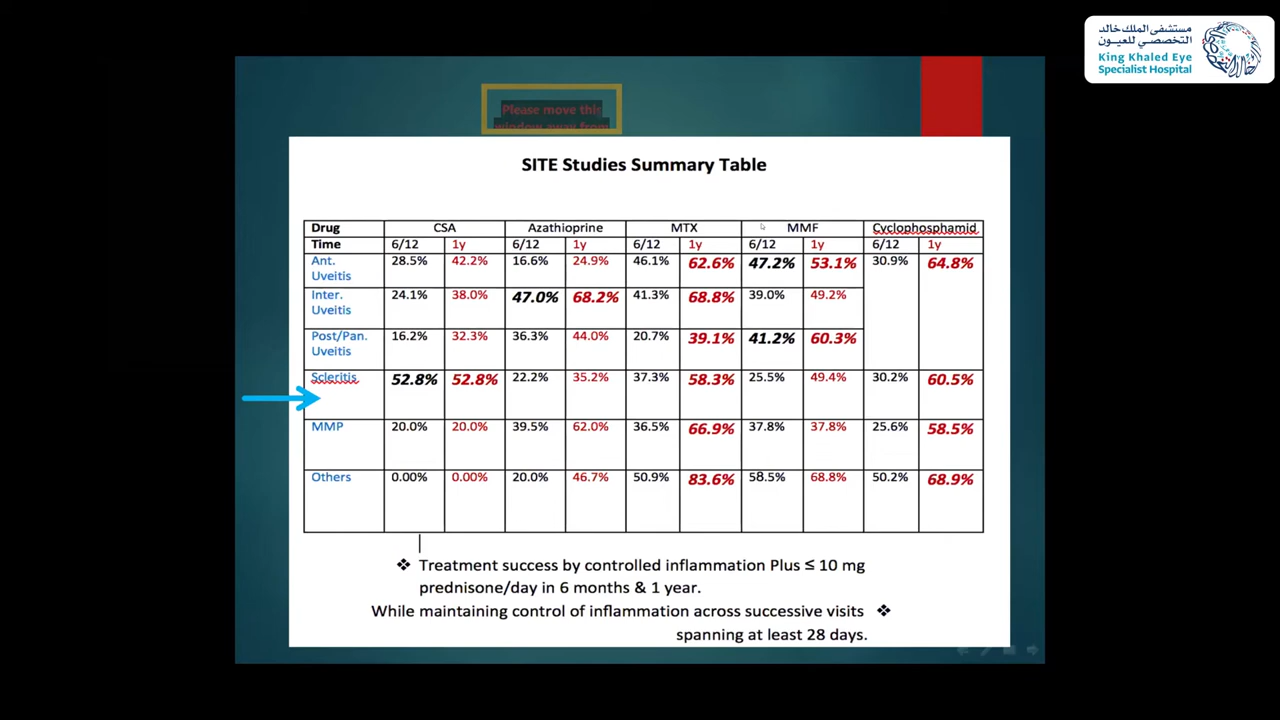 مستشفى الملك خالد
التخصصي للعيون
King Khaled Eye
Specialist Hospital
Please move this
window away from
SITE Studies Summary Table
Drug CSA Azathioprine MTX MMF Cyclophosphamid
Time 6/12 1y 6/12 1y 6/12 1y 6/12 1y 6/12 1y
Ant. 28.5% 42.2% 16.6% 24.9% 46.1% 62.6% 47.2% 53.1% 30.9% 64.8%
Uveitis
Inter. 24.1% 38.0% 47.0% 68.2% 41.3% 68.8% 39.0% 49.2%
Uveitis
Post/Pan. 16.2% 32.3% 36.3% 44.0% 20.7% 39.1% 41.2% 60.3%
Uveitis
Scleritis 52.8% 52.8% 22.2% 35.2% 37.3% 58.3% 25.5% 49.4% 30.2% 60.5%
MMP 20.0% 20.0% 39.5% 62.0% 36.5% 66.9% 37.8% 37.8% 25.6% 58.5%
Others 0.00% 0.00% 20.0% 46.7% 50.9% 83.6% 58.5% 68.8% 50.2% 68.9%
❖ Treatment success by controlled inflammation Plus ≤ 10 mg
prednisone/day in 6 months & 1 year.
While maintaining control of inflammation across successive visits ❖
spanning at least 28 days.